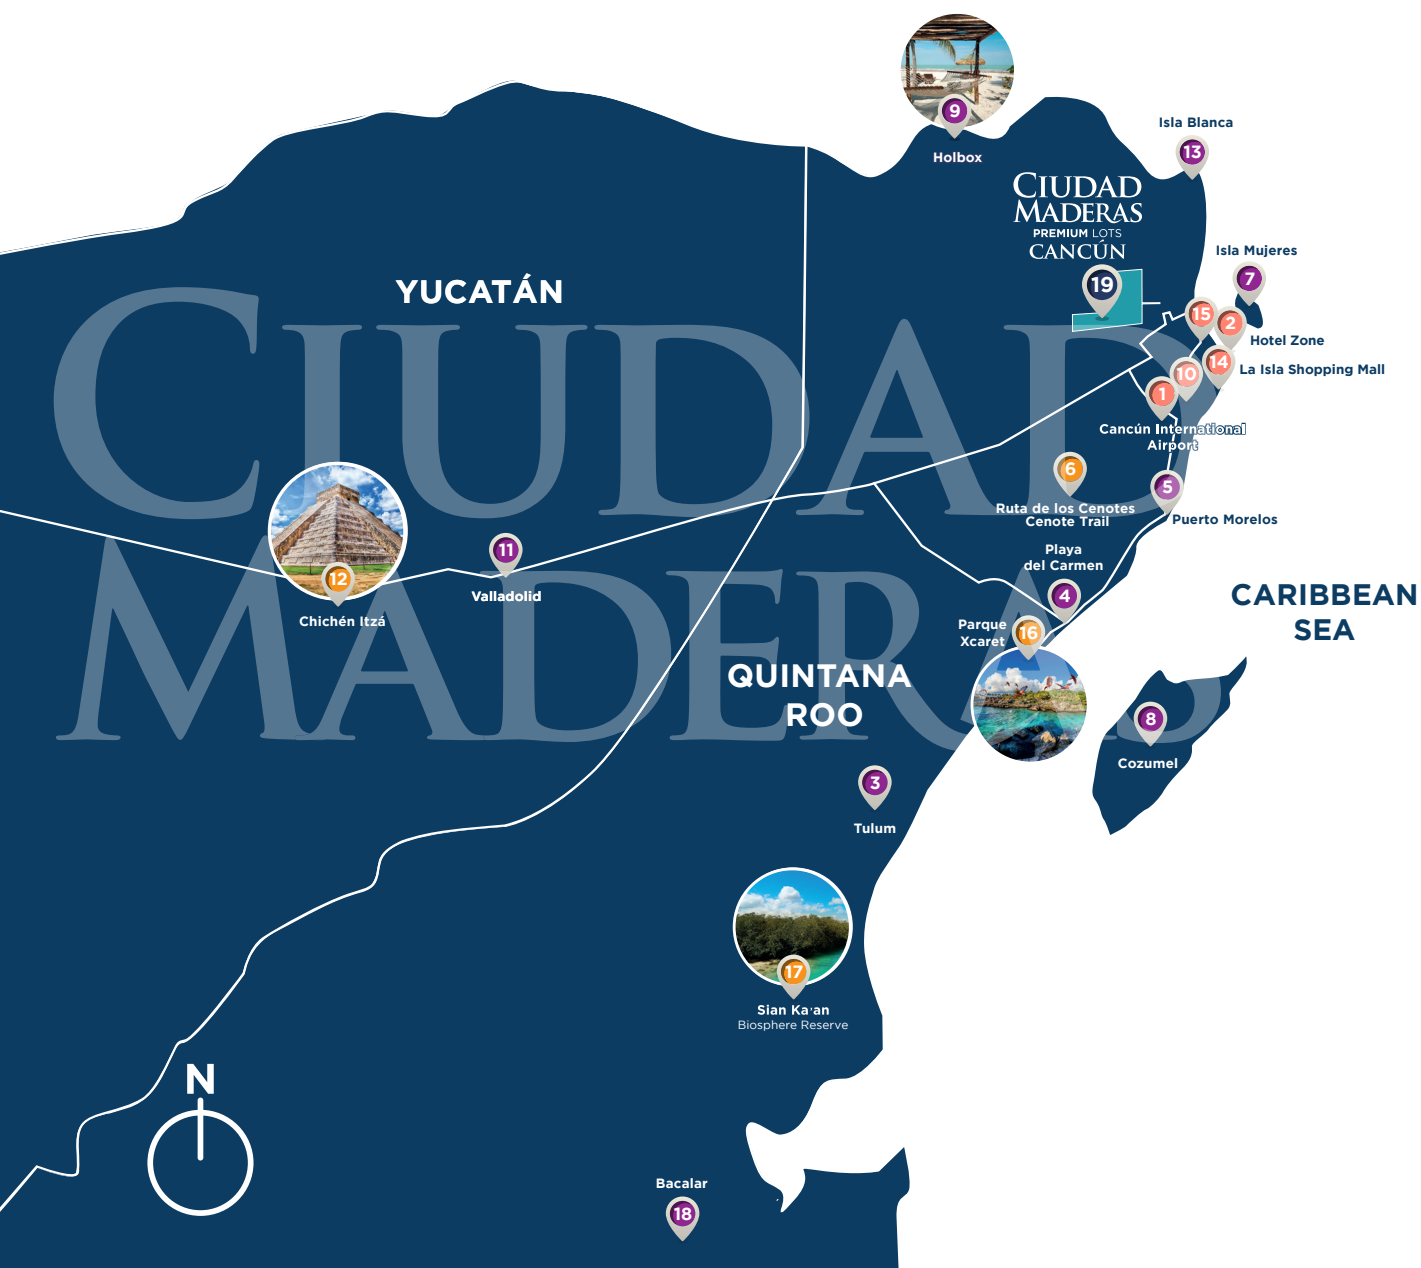 9
Holbox
Isla Blanca
13
CIUDAD
MADERAS
PREMIUM LOTS
CANCÚN
19
Isla Mujeres
7
YUCATÁN
15
2
Hotel Zone
14
La Isla Shopping Mall
10
1
Cancún International
Airport
CIUDAD
MADERAS
6
Ruta de los Cenotes
Cenote Trail
5
Puerto Morelos
11
Valladolid
12
Chichén Itzá
Playa
del Carmen
4
Parque
Xcaret
16
CARIBBEAN
SEA
QUINTANA
ROO
8
Cozumel
3
Tulum
17
Sian Ka'an
Biosphere Reserve
N
Bacalar
18